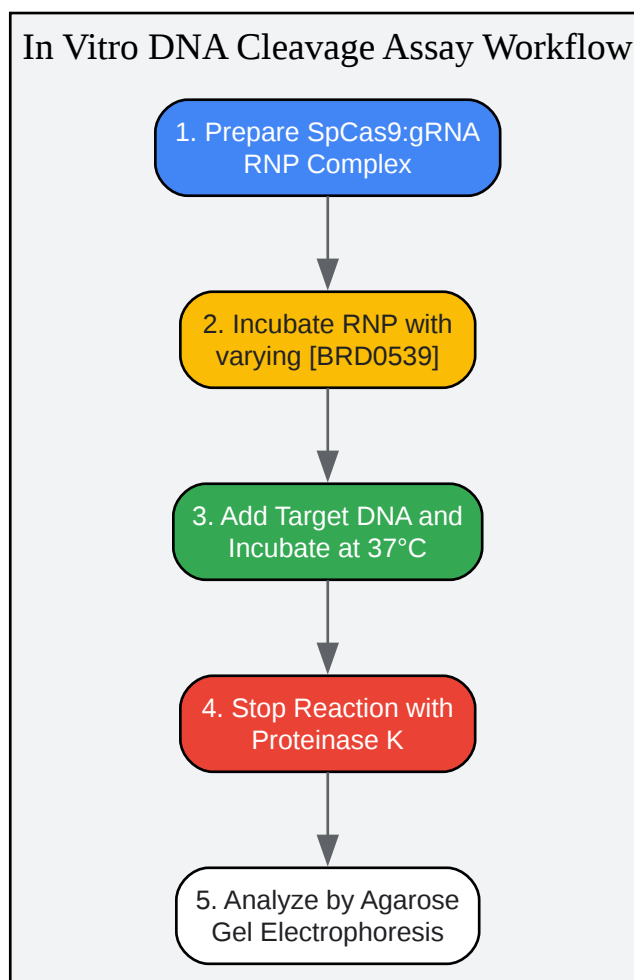 In Vitro DNA Cleavage Assay Workflow
1. Prepare SpCas9:gRNA
RNP Complex
2. Incubate RNP with
varying [BRD0539]
3. Add Target DNA and
Incubate at 37°C
4. Stop Reaction with
Proteinase K
5. Analyze by Agarose
Gel Electrophoresis